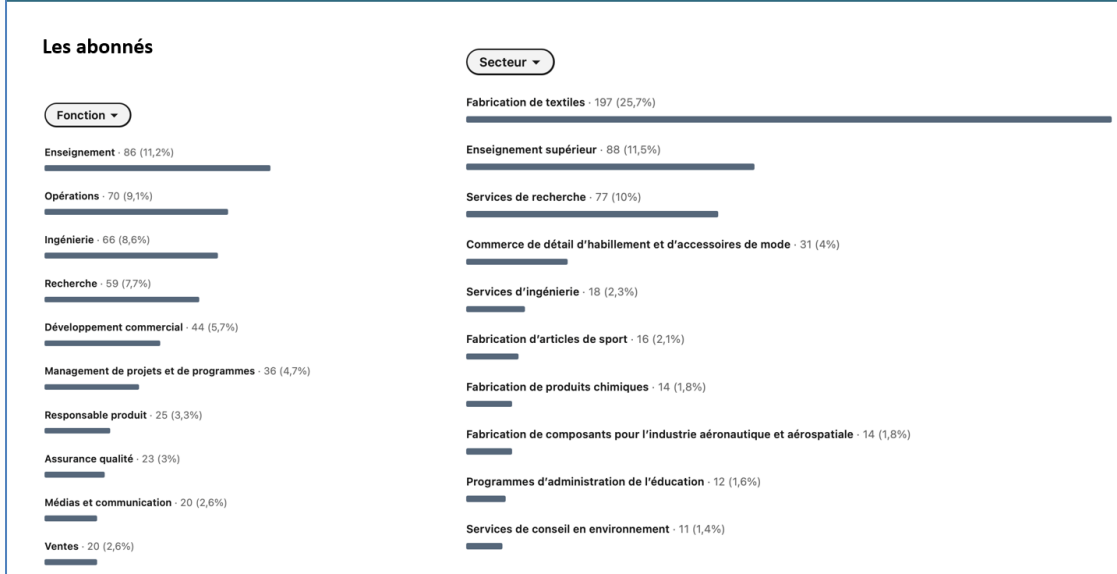 Les abonnés
Fonction
Enseignement · 86 (11,2%)
Opérations · 70 (9,1%)
Ingénierie · 66 (8,6%)
Recherche · 59 (7,7%)
Développement commercial · 44 (5,7%)
Management de projets et de programmes · 36 (4,7%)
Responsable produit · 25 (3,3%)
Assurance qualité · 23 (3%)
Médias et communication · 20 (2,6%)
Ventes · 20 (2,6%)
Secteur
Fabrication de textiles · 197 (25,7%)
Enseignement supérieur · 88 (11,5%)
Services de recherche · 77 (10%)
Commerce de détail d’habillement et d’accessoires de mode · 31 (4%)
Services d’ingénierie · 18 (2,3%)
Fabrication d’articles de sport · 16 (2,1%)
Fabrication de produits chimiques · 14 (1,8%)
Fabrication de composants pour l’industrie aéronautique et aérospatiale · 14 (1,8%)
Programmes d’administration de l’éducation · 12 (1,6%)
Services de conseil en environnement · 11 (1,4%)